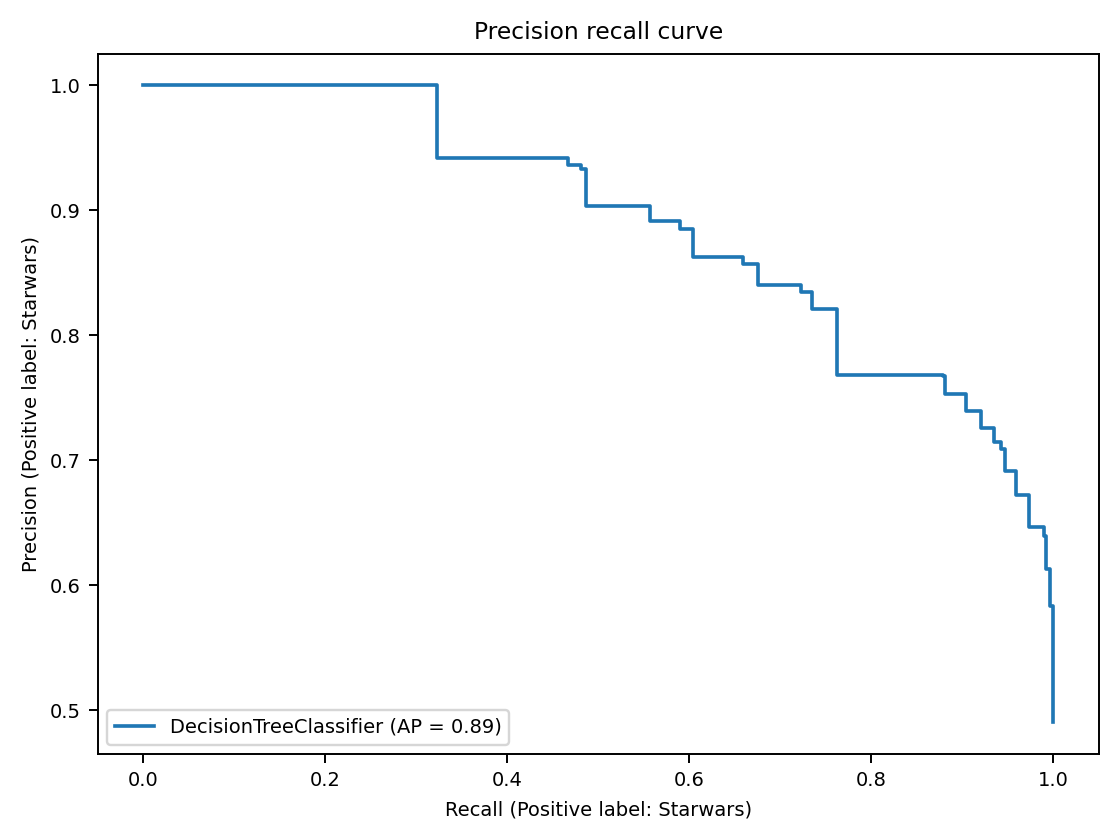 Precision recall curve
1.0
0.9
0.8
0.7
0.6
0.5
Precision (Positive label: Starwars)
DecisionTreeClassifier (AP = 0.89)
0.0 0.2 0.4 0.6 0.8 1.0
Recall (Positive label: Starwars)